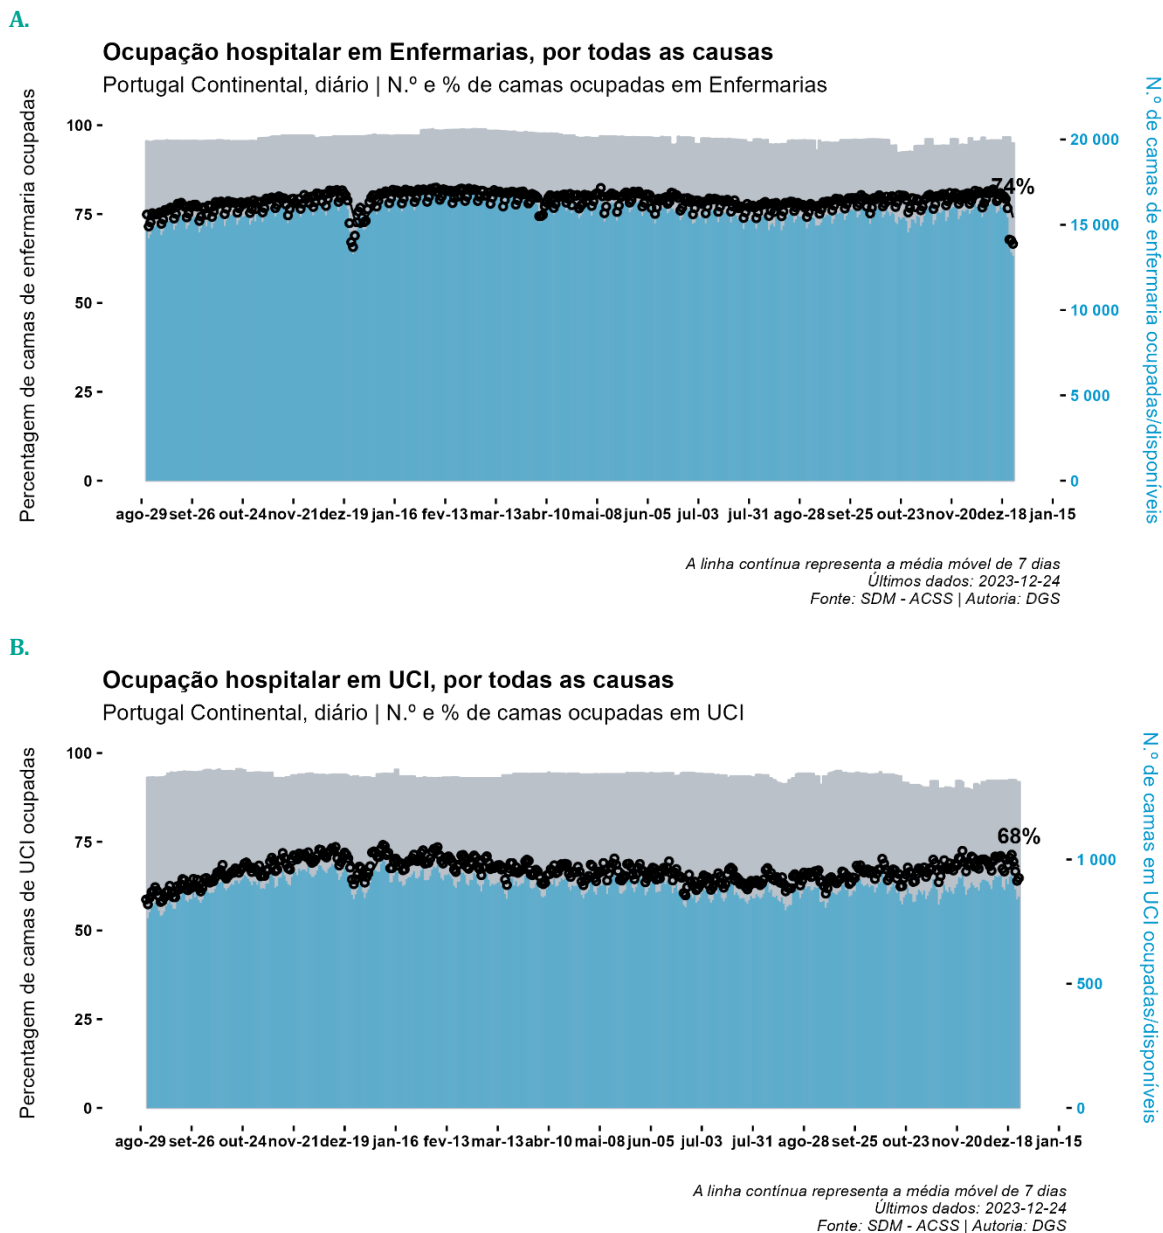 A.
Ocupação hospitalar em Enfermarias, por todas as causas
Portugal Continental, diário | N.º e % de camas ocupadas em Enfermarias
Percentagem de camas de enfermaria ocupadas
100
75
50
25
0
74%
20 000
15 000
10 000
5 000
0
N.º de camas de enfermaria ocupadas/disponíveis
ago-29 set-26 out-24 nov-21 dez-19 jan-16 fev-13 mar-13 abr-10 mai-08 jun-05 jul-03 jul-31 ago-28 set-25 out-23 nov-20 dez-18 jan-15
A linha contínua representa a média móvel de 7 dias
Últimos dados: 2023-12-24
Fonte: SDM - ACSS | Autoria: DGS
B.
Ocupação hospitalar em UCI, por todas as causas
Portugal Continental, diário | N.º e % de camas ocupadas em UCI
Percentagem de camas de UCI ocupadas
100
75
50
25
0
68%
1 000
500
0
N.º de camas em UCI ocupadas/disponíveis
ago-29 set-26 out-24 nov-21 dez-19 jan-16 fev-13 mar-13 abr-10 mai-08 jun-05 jul-03 jul-31 ago-28 set-25 out-23 nov-20 dez-18 jan-15
A linha contínua representa a média móvel de 7 dias
Últimos dados: 2023-12-24
Fonte: SDM - ACSS | Autoria: DGS